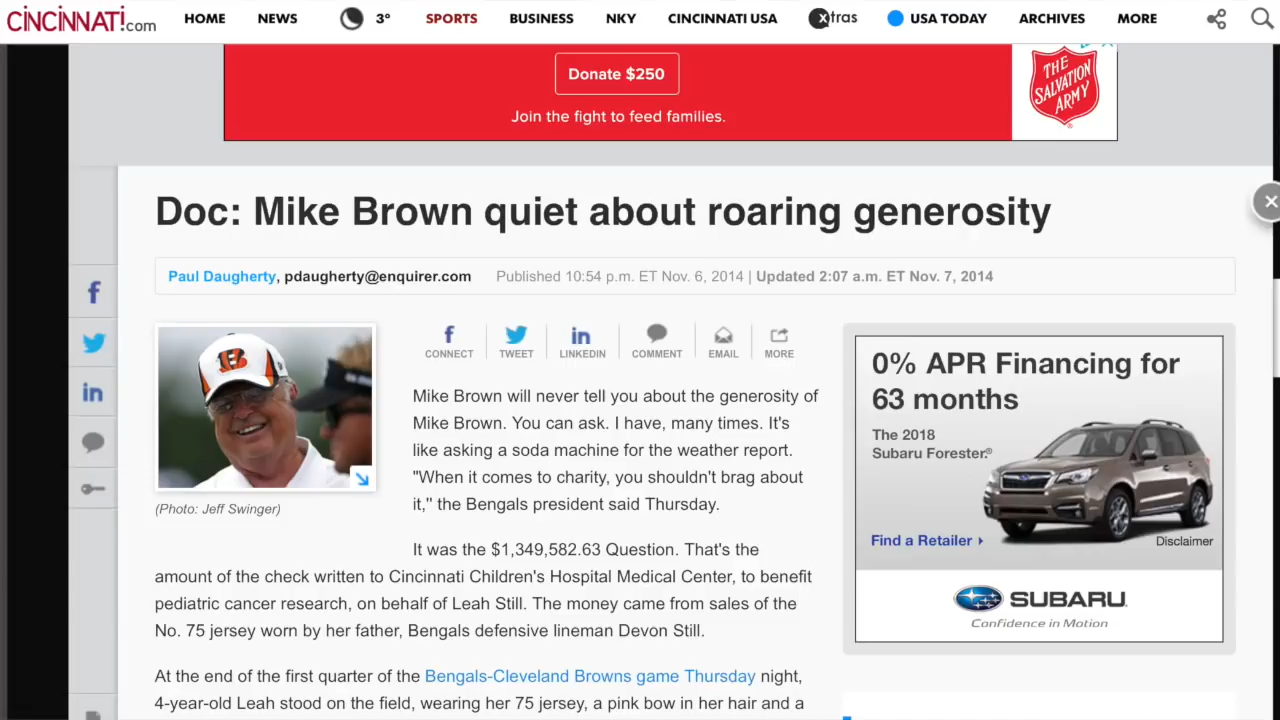 CiNCiNNAT!.com HOME NEWS 3° SPORTS BUSINESS NKY CINCINNATI USA xtras USA TODAY ARCHIVES MORE
Donate $250
Join the fight to feed families.
THE SALVATION ARMY
Doc: Mike Brown quiet about roaring generosity
Paul Daugherty, pdaugherty@enquirer.com Published 10:54 p.m. ET Nov. 6, 2014 | Updated 2:07 a.m. ET Nov. 7, 2014
CONNECT TWEET LINKEDIN COMMENT EMAIL MORE
(Photo: Jeff Swinger)
Mike Brown will never tell you about the generosity of
Mike Brown. You can ask. I have, many times. It's
like asking a soda machine for the weather report.
"When it comes to charity, you shouldn't brag about
it," the Bengals president said Thursday.
It was the $1,349,582.63 Question. That's the
amount of the check written to Cincinnati Children's Hospital Medical Center, to benefit
pediatric cancer research, on behalf of Leah Still. The money came from sales of the
No. 75 jersey worn by her father, Bengals defensive lineman Devon Still.
At the end of the first quarter of the Bengals-Cleveland Browns game Thursday night,
4-year-old Leah stood on the field, wearing her 75 jersey, a pink bow in her hair and a
0% APR Financing for
63 months
The 2018
Subaru Forester.®
Find a Retailer
Disclaimer
SUBARU
Confidence in Motion